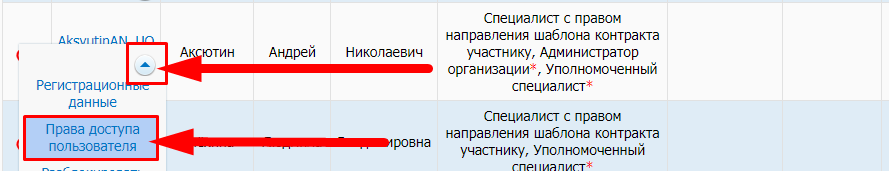 Специалист с правом
направления шаблона контракта
участнику, Администратор
организации*, Уполномоченный
специалист*
AksyutinAN_UO
Аксютин Андрей Николаевич
Регистрационные
данные
Права доступа
пользователя
Специалист с правом
направления шаблона контракта
участнику, Уполномоченный
специалист*